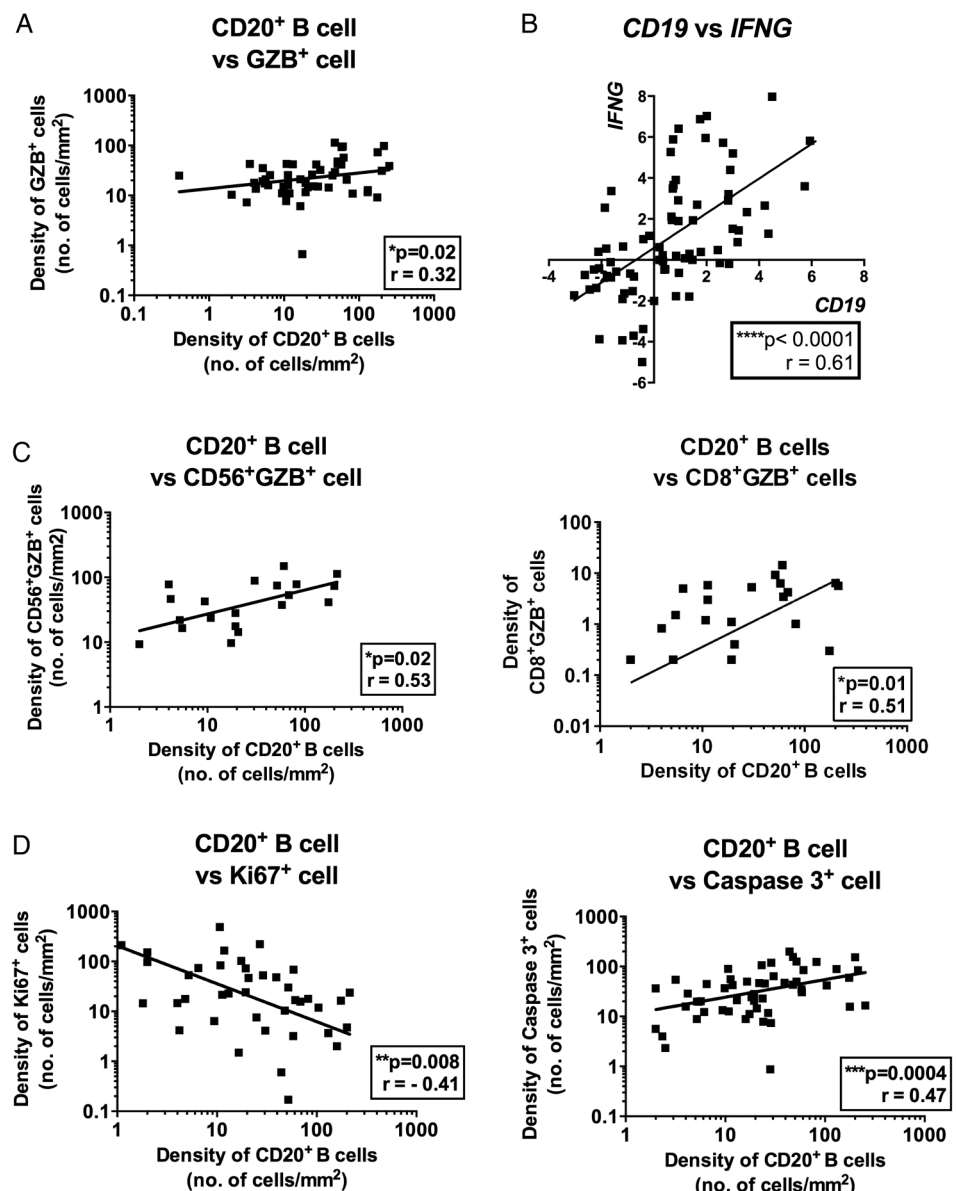 A
CD20+ B cell
vs GZB+ cell
Density of GZB+ cells
(no. of cells/mm2)
1000
100
10
1
0.1
0.1 1 10 100 1000
*p=0.02
r = 0.32
Density of CD20+ B cells
(no. of cells/mm2)
B
CD19 vs IFNG
IFNG
8
6
4
2
-4 -2 2 4 6 8
-2
-4
-6
CD19
****p< 0.0001
r = 0.61
C
CD20+ B cell
vs CD56+GZB+ cell
Density of CD56+GZB+ cells
(no. of cells/mm2)
1000
100
10
1
1 10 100 1000
*p=0.02
r = 0.53
Density of CD20+ B cells
(no. of cells/mm2)
CD20+ B cells
vs CD8+GZB+ cells
Density of
CD8+GZB+ cells
100
10
1
0.1
0.01
1 10 100 1000
*p=0.01
r = 0.51
Density of CD20+ B cells
D
CD20+ B cell
vs Ki67+ cell
Density of Ki67+ cells
(no. of cells/mm2)
1000
100
10
1
0.1
1 10 100 1000
**p=0.008
r = - 0.41
Density of CD20+ B cells
(no. of cells/mm2)
CD20+ B cell
vs Caspase 3+ cell
Density of Caspase 3+ cells
(no. of cells/mm2)
1000
100
10
1
0.1
1 10 100 1000
***p=0.0004
r = 0.47
Density of CD20+ B cells
(no. of cells/mm2)